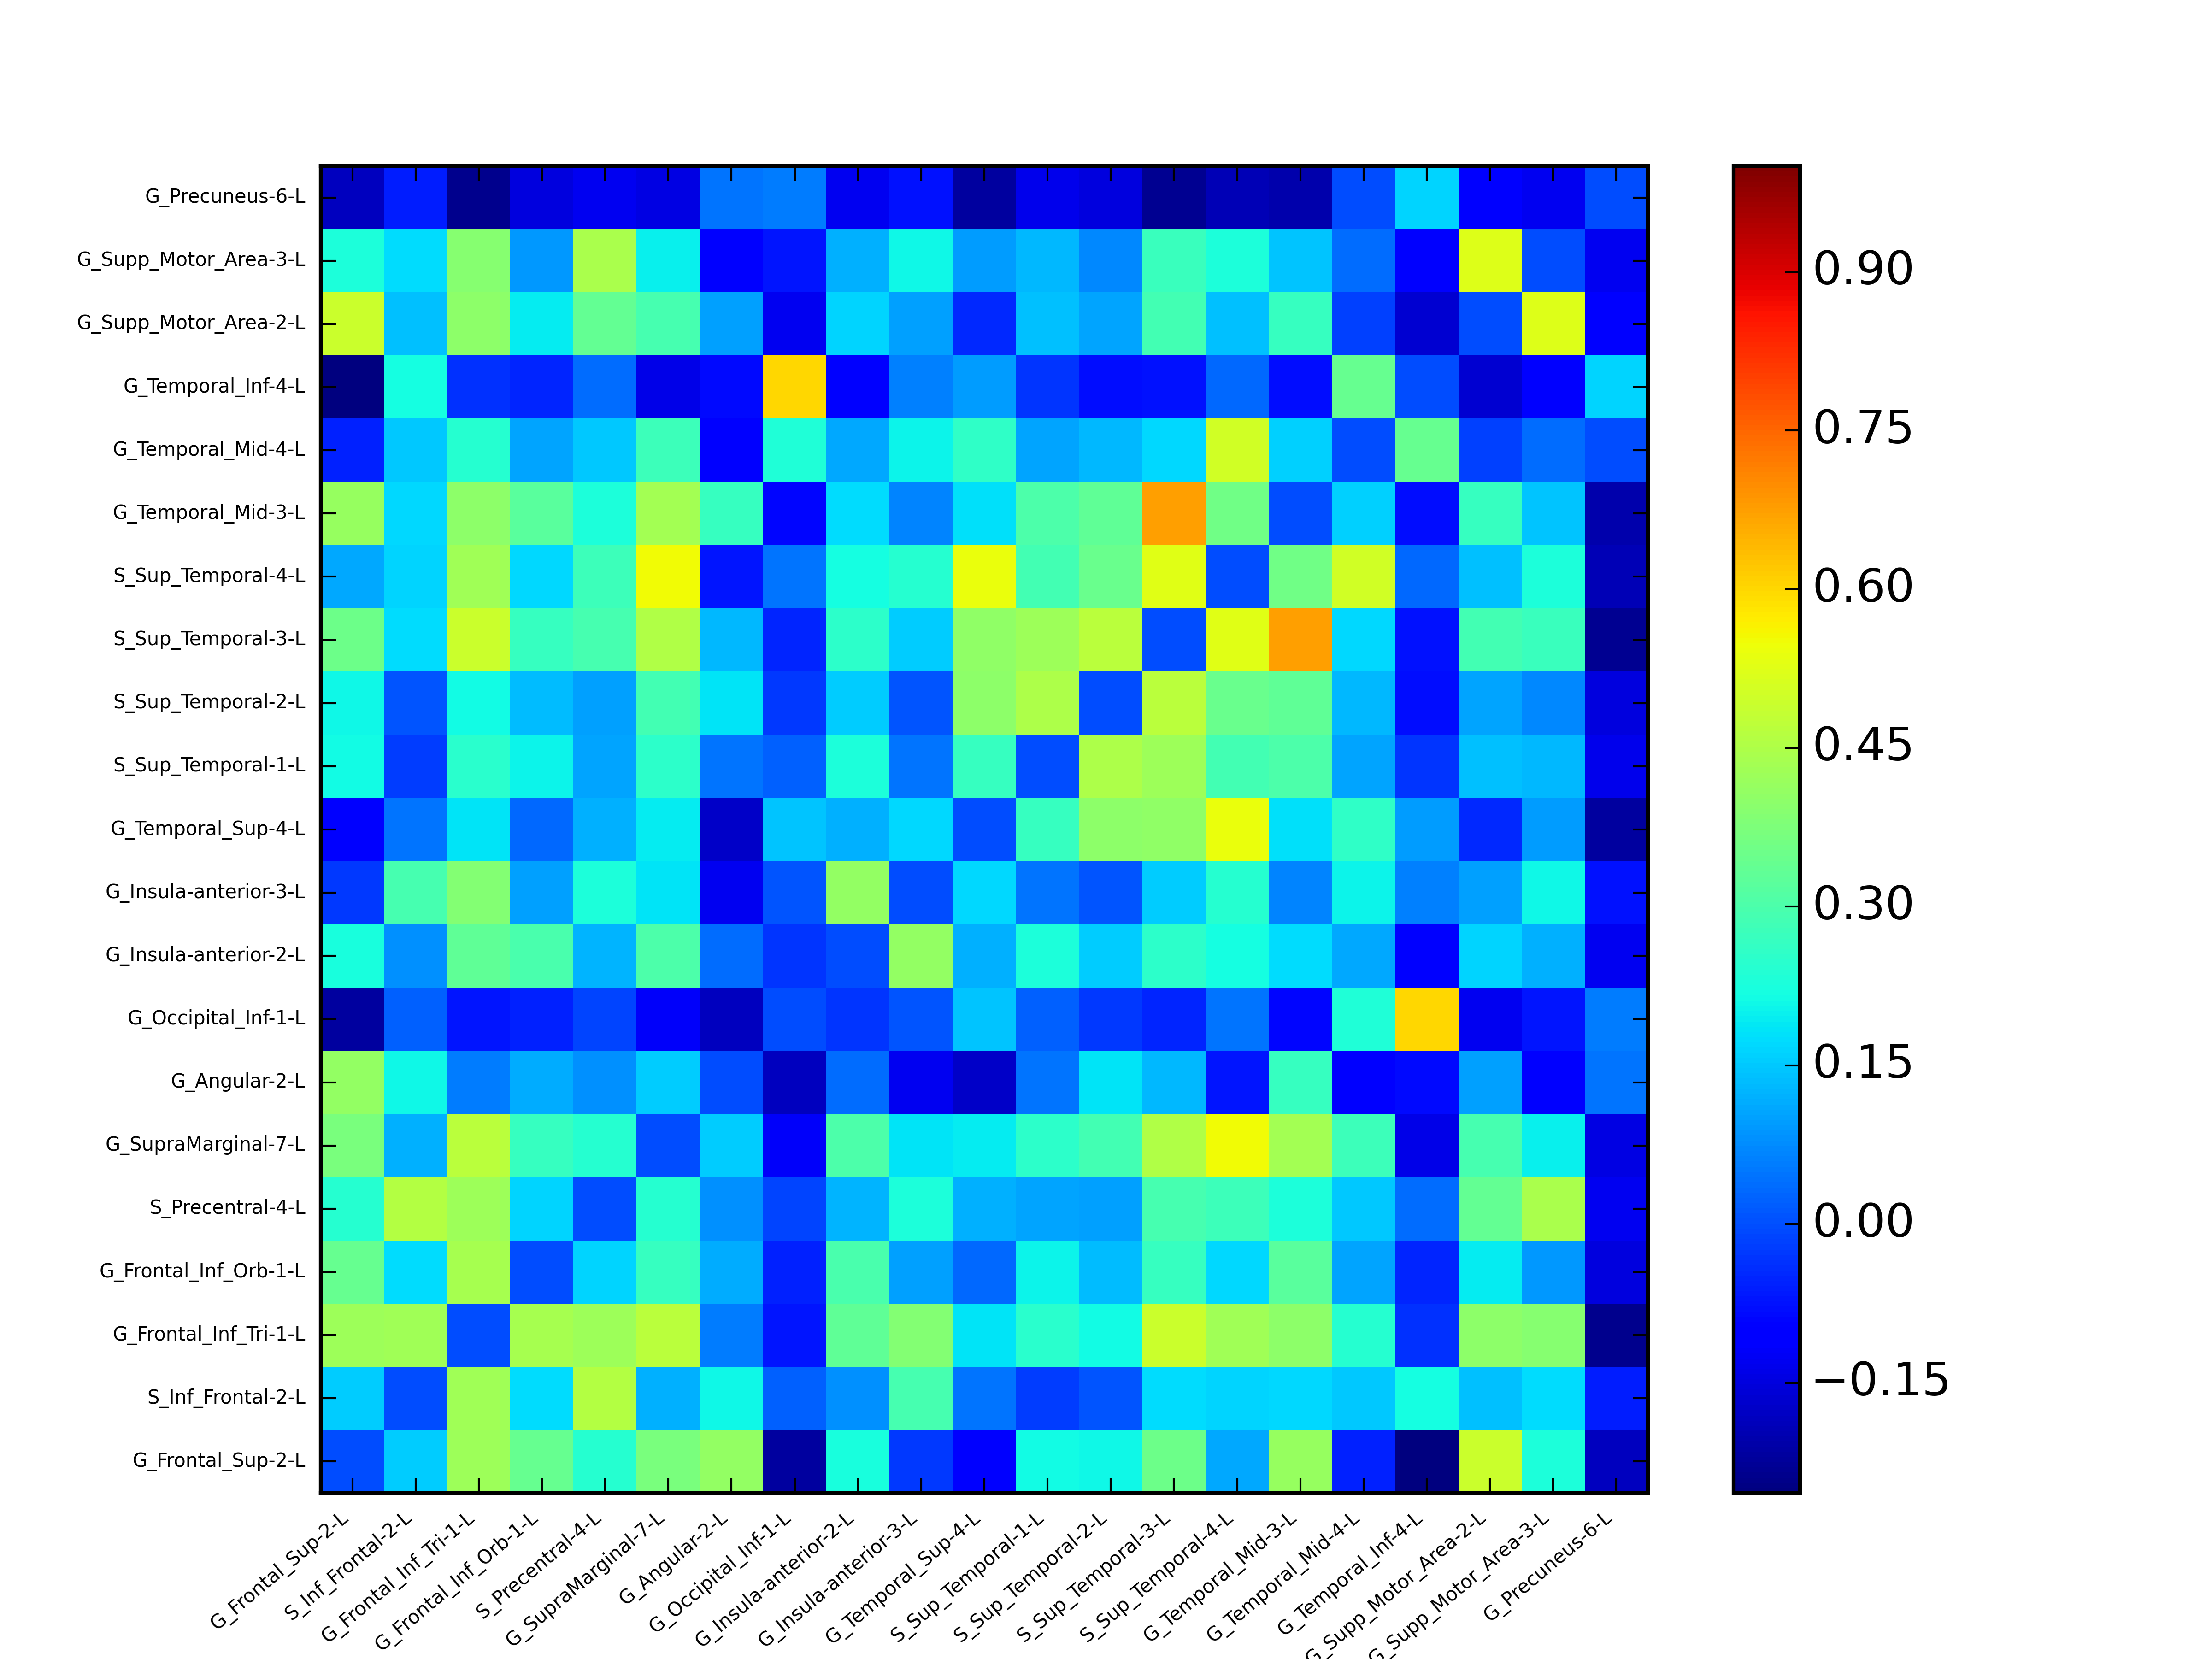 G_Precuneus-6-L
G_Supp_Motor_Area-3-L
G_Supp_Motor_Area-2-L
G_Temporal_Inf-4-L
G_Temporal_Mid-4-L
G_Temporal_Mid-3-L
S_Sup_Temporal-4-L
S_Sup_Temporal-3-L
S_Sup_Temporal-2-L
S_Sup_Temporal-1-L
G_Temporal_Sup-4-L
G_Insula-anterior-3-L
G_Insula-anterior-2-L
G_Occipital_Inf-1-L
G_Angular-2-L
G_SupraMarginal-7-L
S_Precentral-4-L
G_Frontal_Inf_Orb-1-L
G_Frontal_Inf_Tri-1-L
S_Inf_Frontal-2-L
G_Frontal_Sup-2-L
G_Frontal_Sup-2-L
S_Inf_Frontal-2-L
G_Frontal_Inf_Tri-1-L
G_Frontal_Inf_Orb-1-L
S_Precentral-4-L
G_SupraMarginal-7-L
G_Angular-2-L
G_Occipital_Inf-1-L
G_Insula-anterior-2-L
G_Insula-anterior-3-L
G_Temporal_Sup-4-L
S_Sup_Temporal-1-L
S_Sup_Temporal-2-L
S_Sup_Temporal-3-L
S_Sup_Temporal-4-L
G_Temporal_Mid-3-L
G_Temporal_Mid-4-L
G_Temporal_Inf-4-L
G_Supp_Motor_Area-2-L
G_Supp_Motor_Area-3-L
G_Precuneus-6-L
0.90
0.75
0.60
0.45
0.30
0.15
0.00
−0.15